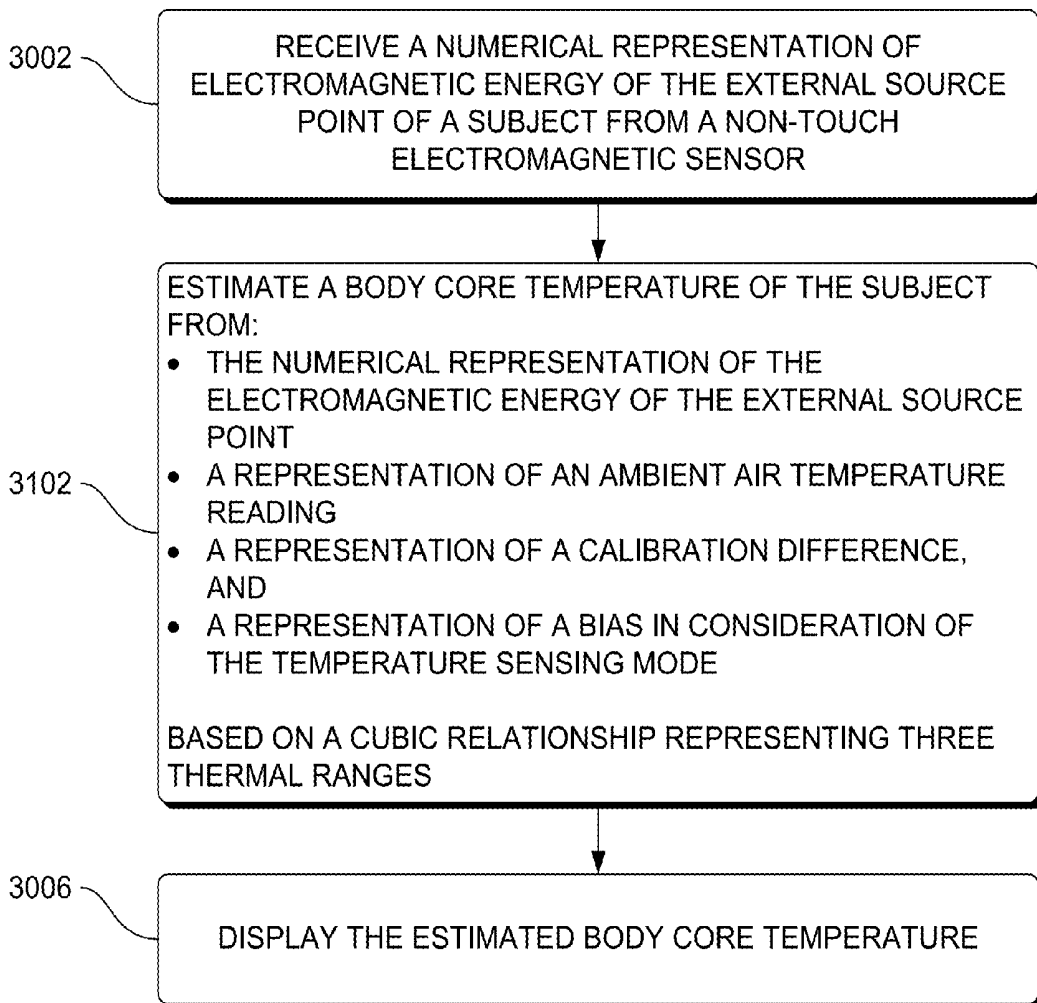 3002
RECEIVE A NUMERICAL REPRESENTATION OF
ELECTROMAGNETIC ENERGY OF THE EXTERNAL SOURCE
POINT OF A SUBJECT FROM A NON-TOUCH
ELECTROMAGNETIC SENSOR
3102
ESTIMATE A BODY CORE TEMPERATURE OF THE SUBJECT
FROM:
• THE NUMERICAL REPRESENTATION OF THE
ELECTROMAGNETIC ENERGY OF THE EXTERNAL SOURCE
POINT
• A REPRESENTATION OF AN AMBIENT AIR TEMPERATURE
READING
• A REPRESENTATION OF A CALIBRATION DIFFERENCE,
AND
• A REPRESENTATION OF A BIAS IN CONSIDERATION OF
THE TEMPERATURE SENSING MODE
BASED ON A CUBIC RELATIONSHIP REPRESENTING THREE
THERMAL RANGES
3006
DISPLAY THE ESTIMATED BODY CORE TEMPERATURE